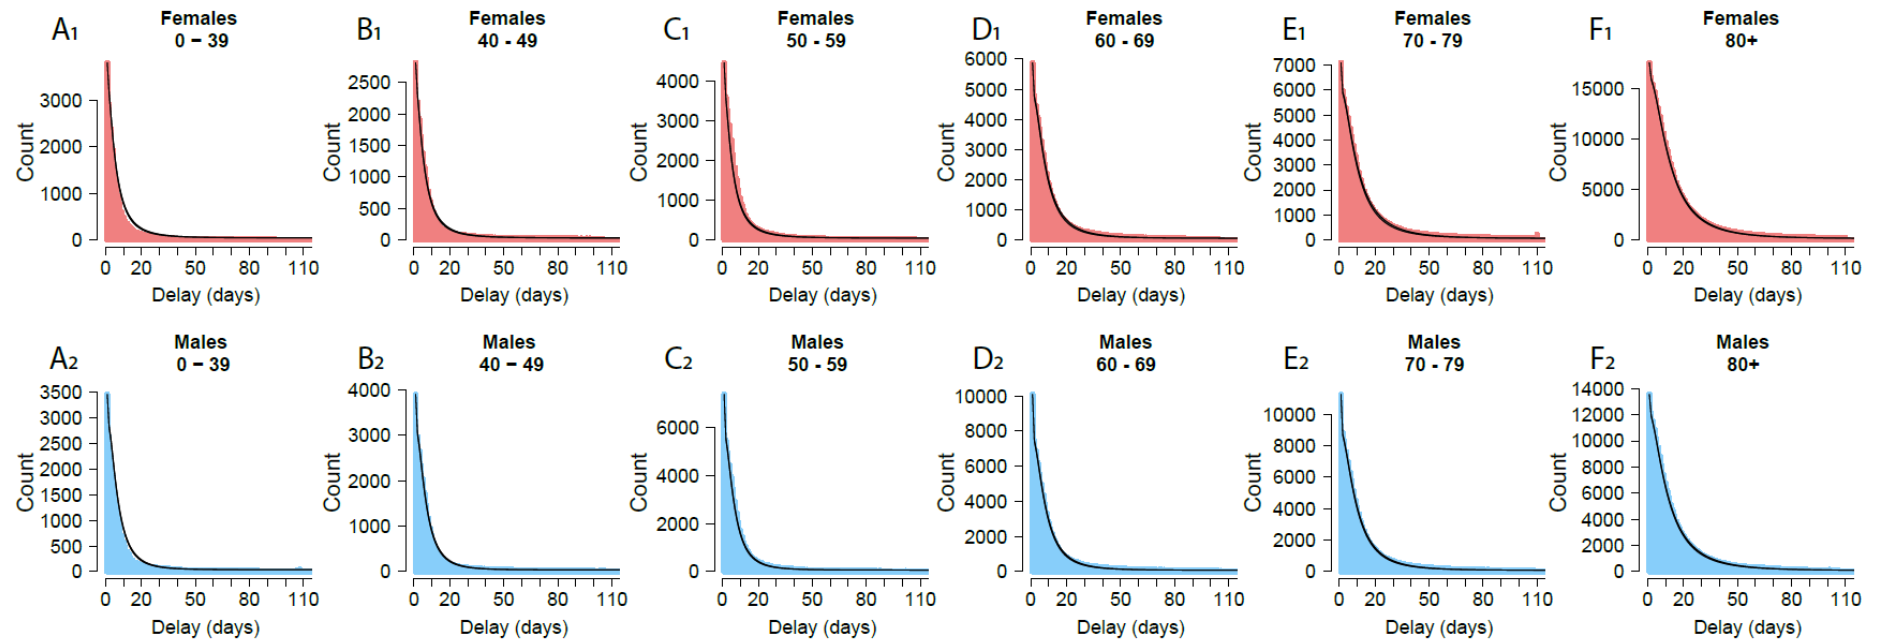 A1
Females
0 – 39
Count
3000
2000
1000
0
0 20 50 80 110
Delay (days)
B1
Females
40 - 49
Count
2500
2000
1500
1000
500
0
0 20 50 80 110
Delay (days)
C1
Females
50 - 59
Count
4000
3000
2000
1000
0
0 20 50 80 110
Delay (days)
D1
Females
60 - 69
Count
6000
5000
4000
3000
2000
1000
0
0 20 50 80 110
Delay (days)
E1
Females
70 - 79
Count
7000
6000
5000
4000
3000
2000
1000
0
0 20 50 80 110
Delay (days)
F1
Females
80+
Count
15000
10000
5000
0
0 20 50 80 110
Delay (days)
A2
Males
0 – 39
Count
3500
3000
2500
2000
1500
1000
500
0
0 20 50 80 110
Delay (days)
B2
Males
40 – 49
Count
4000
3000
2000
1000
0
0 20 50 80 110
Delay (days)
C2
Males
50 - 59
Count
6000
4000
2000
0
0 20 50 80 110
Delay (days)
D2
Males
60 - 69
Count
10000
8000
6000
4000
2000
0
0 20 50 80 110
Delay (days)
E2
Males
70 - 79
Count
10000
8000
6000
4000
2000
0
0 20 50 80 110
Delay (days)
F2
Males
80+
Count
14000
12000
10000
8000
6000
4000
2000
0
0 20 50 80 110
Delay (days)